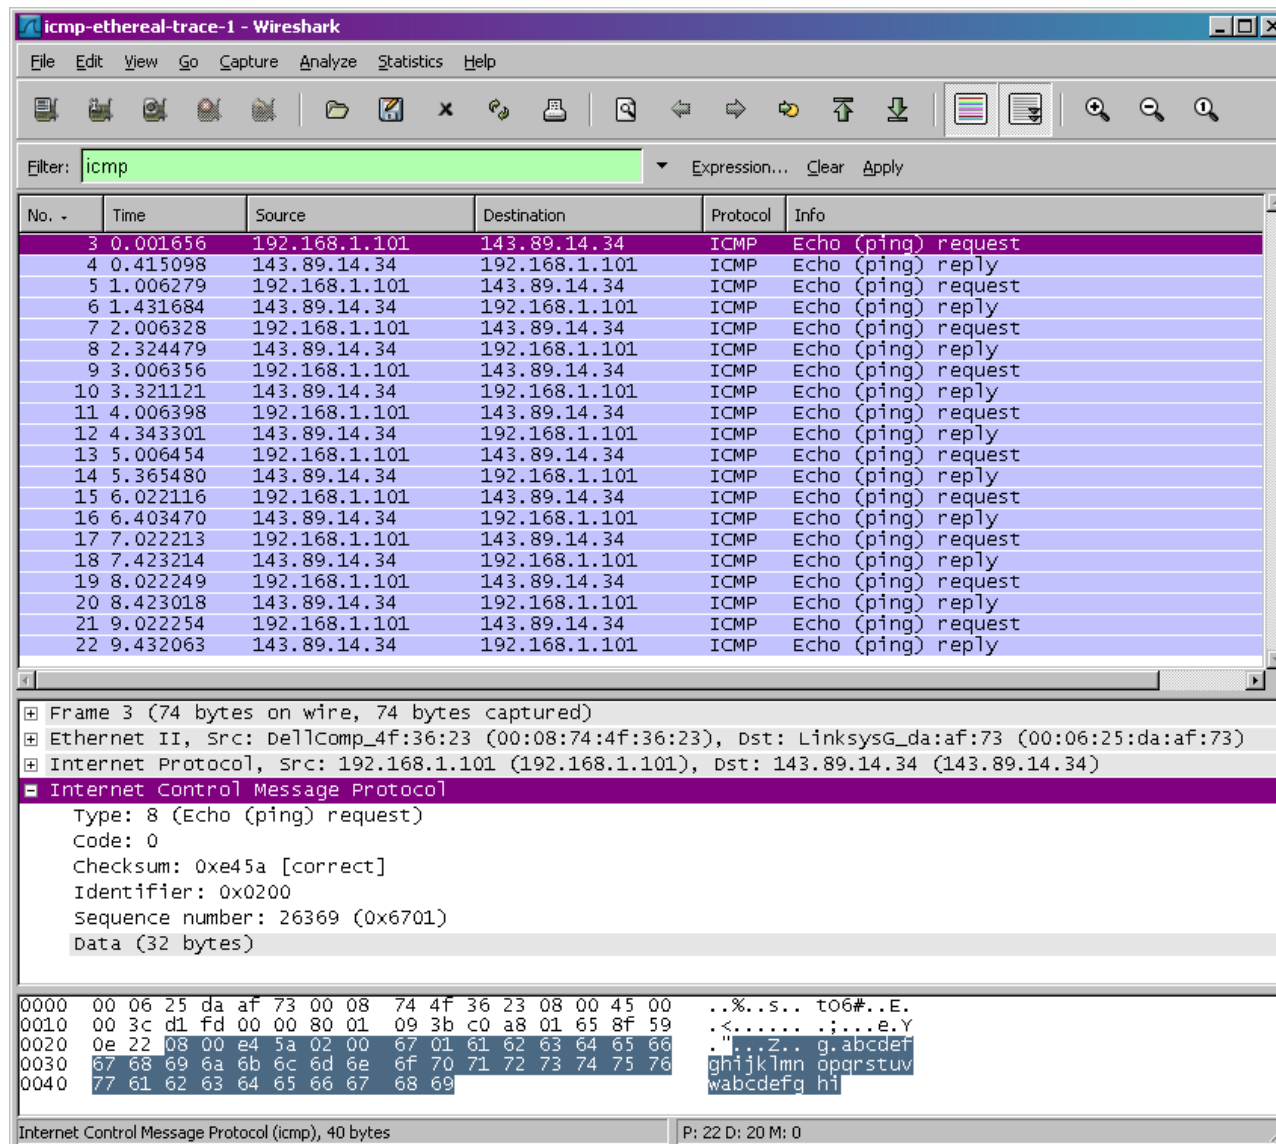 icmp-ethereal-trace-1 - Wireshark
File Edit View Go Capture Analyze Statistics Help
Filter: icmp Expression... Clear Apply
No. - Time Source Destination Protocol Info
3 0.001656 192.168.1.101 143.89.14.34 ICMP Echo (ping) request
4 0.415098 143.89.14.34 192.168.1.101 ICMP Echo (ping) reply
5 1.006279 192.168.1.101 143.89.14.34 ICMP Echo (ping) request
6 1.431684 143.89.14.34 192.168.1.101 ICMP Echo (ping) reply
7 2.006328 192.168.1.101 143.89.14.34 ICMP Echo (ping) request
8 2.324479 143.89.14.34 192.168.1.101 ICMP Echo (ping) reply
9 3.006356 192.168.1.101 143.89.14.34 ICMP Echo (ping) request
10 3.321121 143.89.14.34 192.168.1.101 ICMP Echo (ping) reply
11 4.006398 192.168.1.101 143.89.14.34 ICMP Echo (ping) request
12 4.343301 143.89.14.34 192.168.1.101 ICMP Echo (ping) reply
13 5.006454 192.168.1.101 143.89.14.34 ICMP Echo (ping) request
14 5.365480 143.89.14.34 192.168.1.101 ICMP Echo (ping) reply
15 6.022116 192.168.1.101 143.89.14.34 ICMP Echo (ping) request
16 6.403470 143.89.14.34 192.168.1.101 ICMP Echo (ping) reply
17 7.022213 192.168.1.101 143.89.14.34 ICMP Echo (ping) request
18 7.423214 143.89.14.34 192.168.1.101 ICMP Echo (ping) reply
19 8.022249 192.168.1.101 143.89.14.34 ICMP Echo (ping) request
20 8.423018 143.89.14.34 192.168.1.101 ICMP Echo (ping) reply
21 9.022254 192.168.1.101 143.89.14.34 ICMP Echo (ping) request
22 9.432063 143.89.14.34 192.168.1.101 ICMP Echo (ping) reply
Frame 3 (74 bytes on wire, 74 bytes captured)
Ethernet II, Src: DellComp_4f:36:23 (00:08:74:4f:36:23), Dst: LinksysG_da:af:73 (00:06:25:da:af:73)
Internet Protocol, Src: 192.168.1.101 (192.168.1.101), Dst: 143.89.14.34 (143.89.14.34)
Internet Control Message Protocol
Type: 8 (Echo (ping) request)
Code: 0
Checksum: 0xe45a [correct]
Identifier: 0x0200
Sequence number: 26369 (0x6701)
Data (32 bytes)
0000 00 06 25 da af 73 00 08 74 4f 36 23 08 00 45 00 ..%..s.. tO6#..E.
0010 00 3c d1 fd 00 00 80 01 09 3b c0 a8 01 65 8f 59 .<...... .;...e.Y
0020 0e 22 08 00 e4 5a 02 00 67 01 61 62 63 64 65 66 ."...Z.. g.abcdef
0030 67 68 69 6a 6b 6c 6d 6e 6f 70 71 72 73 74 75 76 ghijklmn opqrstuv
0040 77 61 62 63 64 65 66 67 68 69 wabcdefg hi
Internet Control Message Protocol (icmp), 40 bytes P: 22 D: 20 M: 0